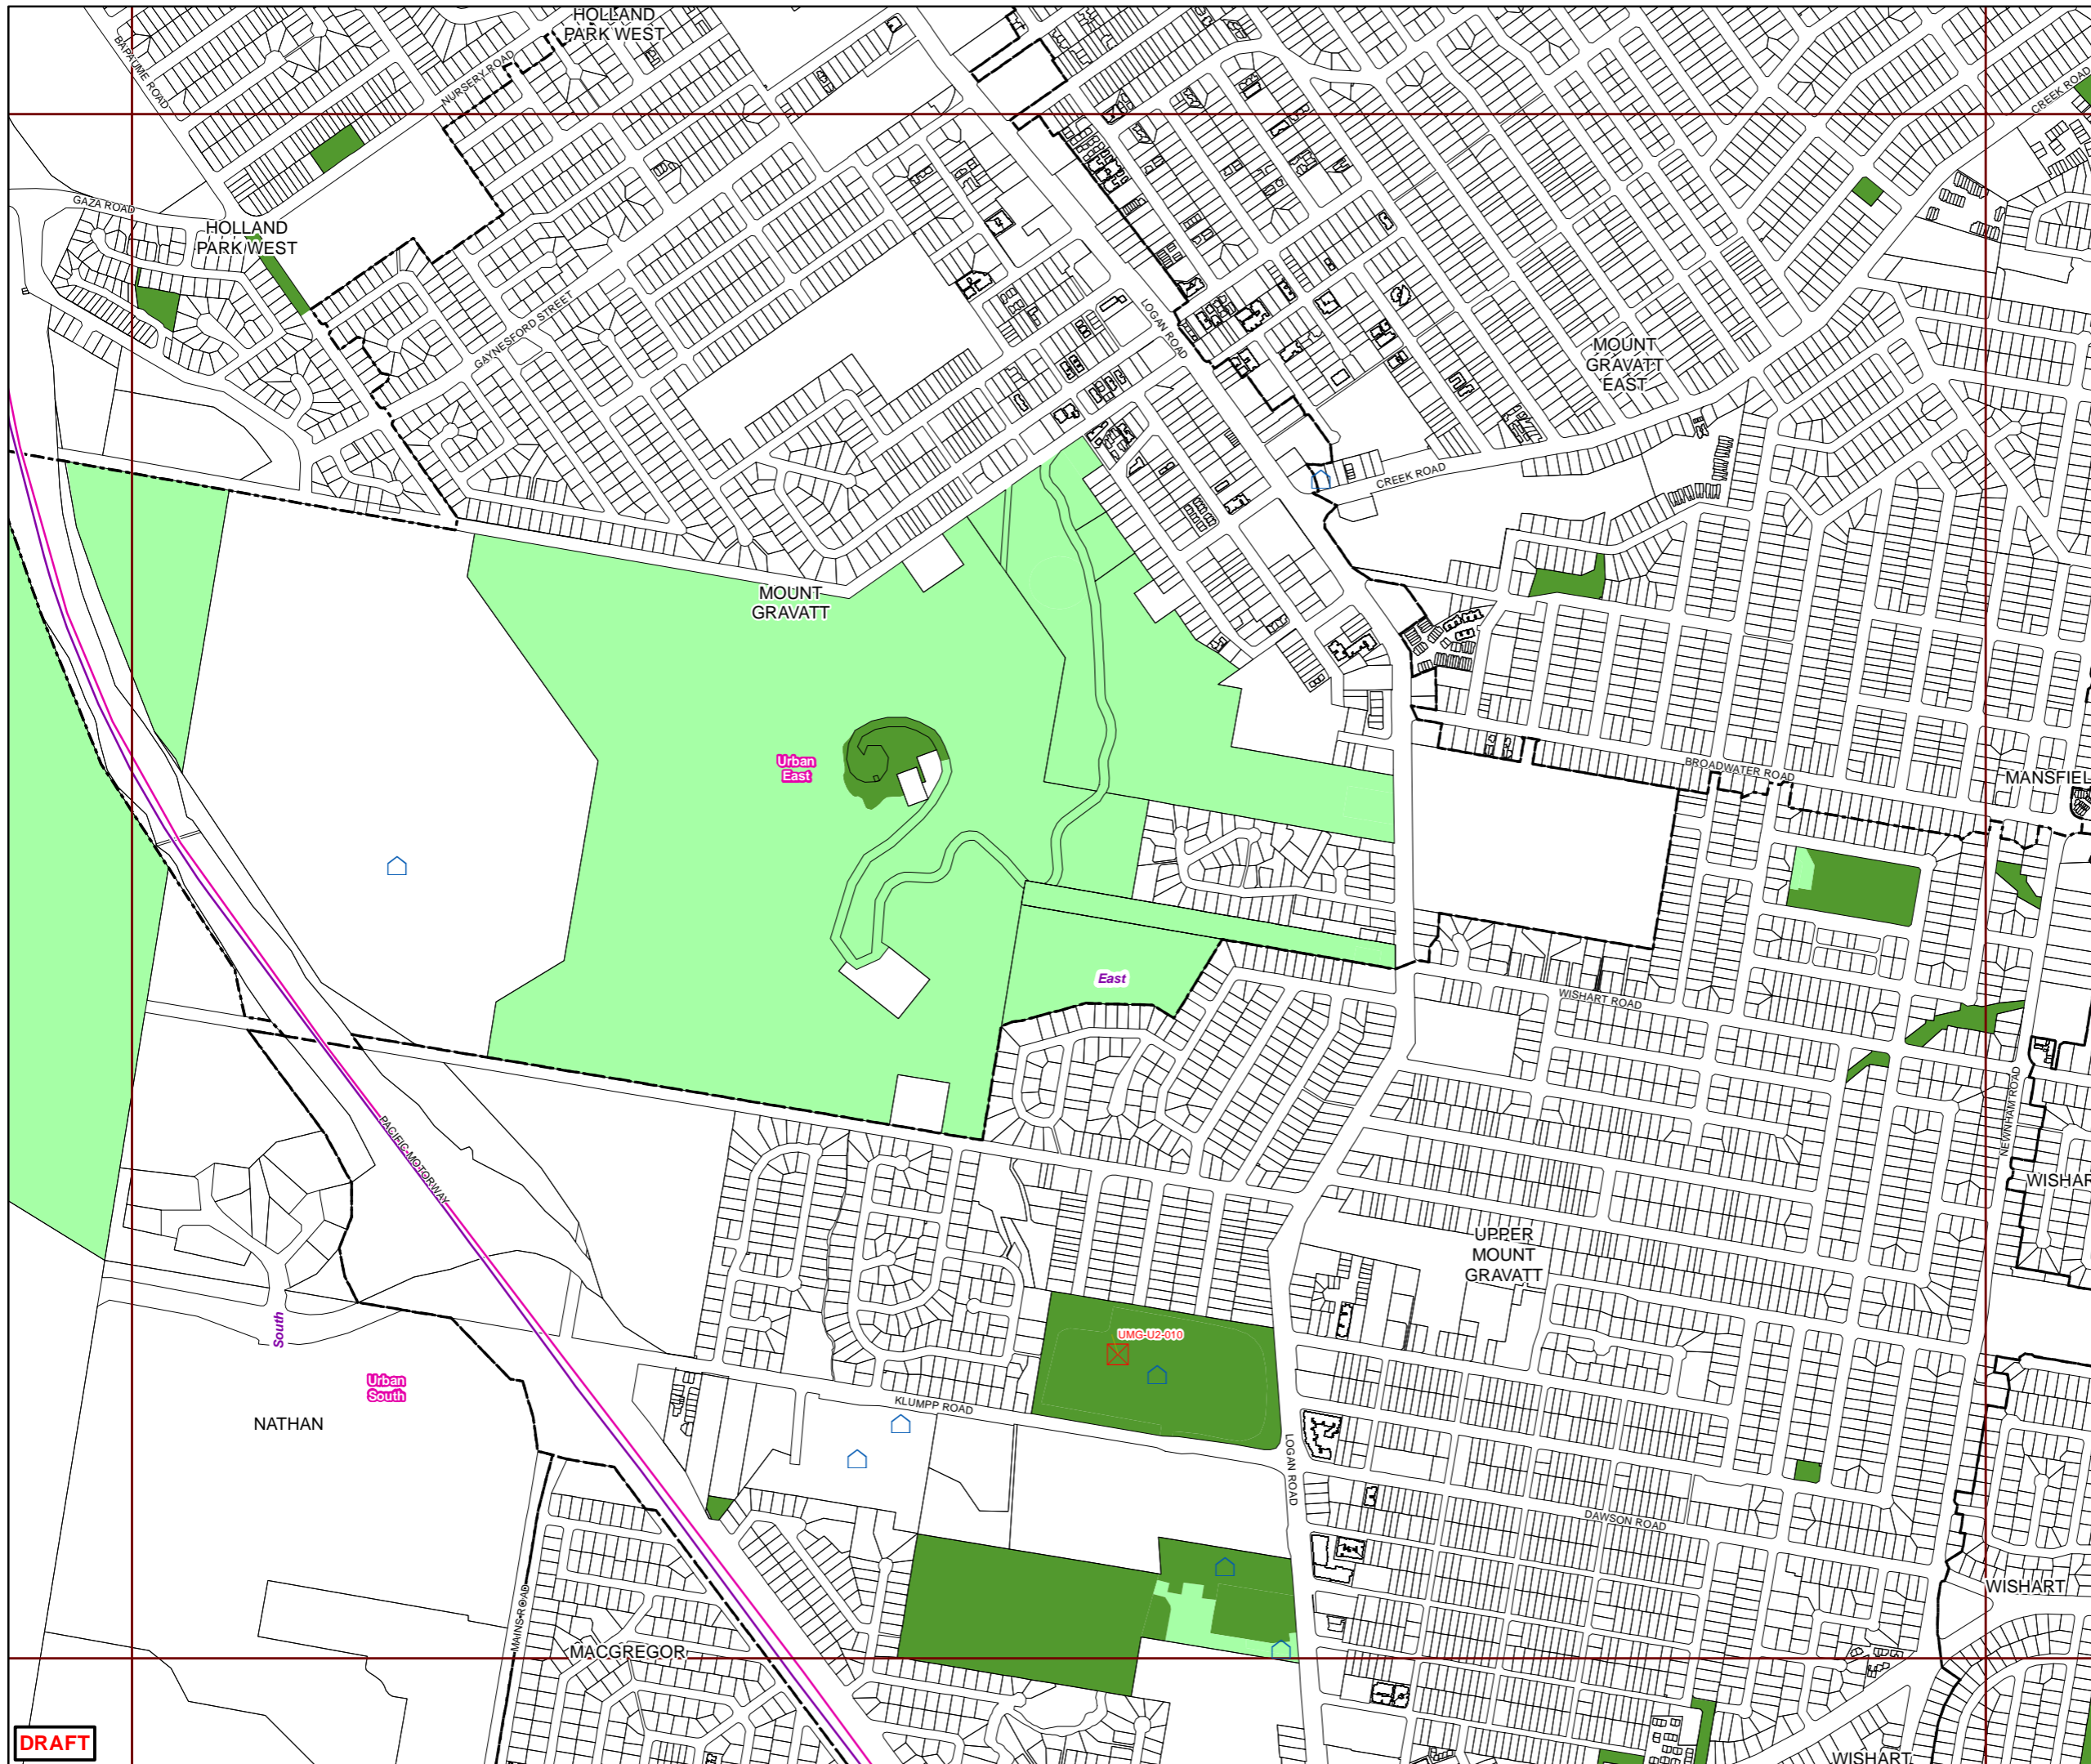 HOLLAND
PARK WEST
BAPAUME ROAD
NURSERY ROAD
CREEK ROAD
GAZA ROAD
HOLLAND
PARK WEST
GAYNESFORD STREET
LOGAN ROAD
MOUNT
GRAVATT
EAST
CREEK ROAD
MOUNT
GRAVATT
Urban
East
BROADWATER ROAD
MANSFIEL
East
WISHART ROAD
PACIFIC MOTORWAY
NEWNHAM ROAD
WISHAR
UPPER
MOUNT
GRAVATT
South
UMG-U2-010
Urban
South
NATHAN
KLUMPP ROAD
LOGAN ROAD
DAWSON ROAD
MAINS ROAD
WISHART
MACGREGOR
DRAFT
WISHART